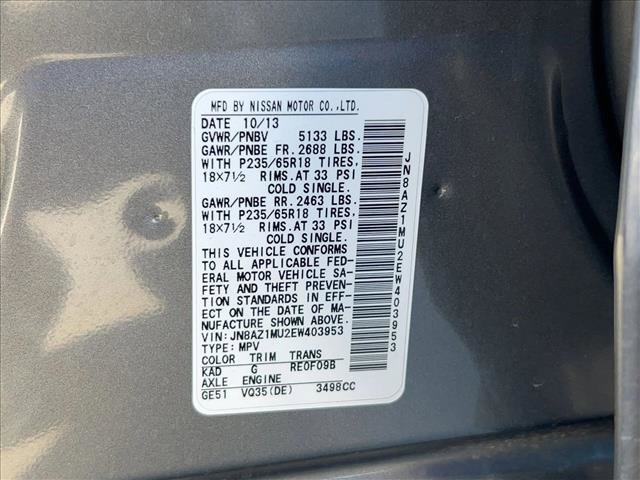 MFD BY NISSAN MOTOR CO.,LTD.
DATE 10/13
GVWR/PNBV 5133 LBS.
GAWR/PNBE FR. 2688 LBS.
WITH P235/65R18 TIRES,
18X7½ RIMS.AT 33 PSI
COLD SINGLE.
GAWR/PNBE RR. 2463 LBS.
WITH P235/65R18 TIRES,
18X7½ RIMS.AT 33 PSI
COLD SINGLE.
THIS VEHICLE CONFORMS
TO ALL APPLICABLE FED-
ERAL MOTOR VEHICLE SA-
FETY AND THEFT PREVEN-
TION STANDARDS IN EFF-
ECT ON THE DATE OF MA-
NUFACTURE SHOWN ABOVE.
VIN:JN8AZ1MU2EW403953
TYPE:MPV
COLOR TRIM TRANS
KAD G RE0F09B
AXLE ENGINE
GE51 VQ35(DE) 3498CC
JN8AZ1MU2EW403953